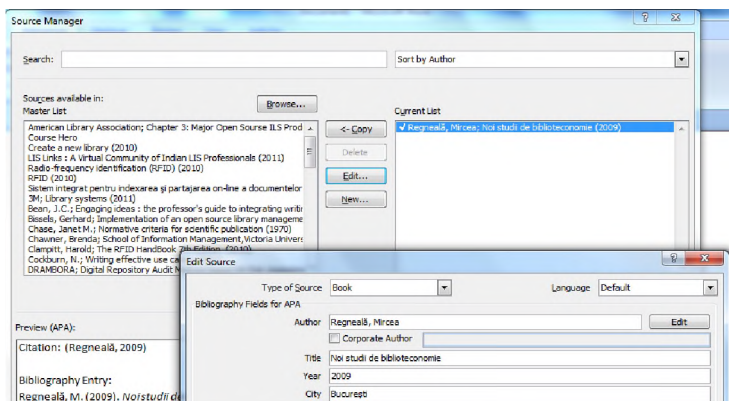 Source Manager
Search:
Sort by Author
Sources available in:
Master List
Browse...
Current List
American Library Association; Chapter 3: Major Open Sourse ILS Prod
Course Hero
Create a new library (2010)
LIS Links : A Virtual Community of Indian LIS Professionals (2011)
Radio-frequency identification (RFID) (2010)
RFID (2010)
Sistem integrat pentru indexarea şi partajarea on-line a documentelor
3M; Library systems (2011)
Bean, J.C.; Engaging ideas : the professor's guide to integrating writin
Bissels, Gerhard; Implementation of an open source library manageme
Chase, Janet M.; Normative criteria for scientific publication (1970)
Chawner, Brenda; School of Information Management,Victoria Univers
Clampitt, Harold; The RFID HandBook 7th Edition (2010)
Cockburn, N.; Writing effective use ca
DRAMBORA; Digital Repository Audit M
<- Copy
Delete
Edit...
New...
✓ Regneală, Mircea; Noi studii de biblioteconomie (2009)
Preview (APA):
Citation: (Regneală, 2009)
Bibliography Entry:
Regneală, M. (2009). Noi studii de
Edit Source
Type of Source Book
Language Default
Bibliography Fields for APA
Author Regneală, Mircea
Edit
Corporate Author
Title Noi studii de biblioteconomie
Year 2009
City Bucureşti